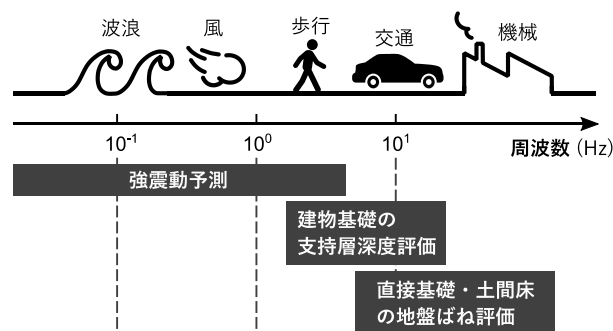 波浪
風
歩行
交通
機械
10⁻¹
10⁰
10¹
周波数 (Hz)
強震動予測
建物基礎の
支持層深度評価
直接基礎・土間床
の地盤ばね評価